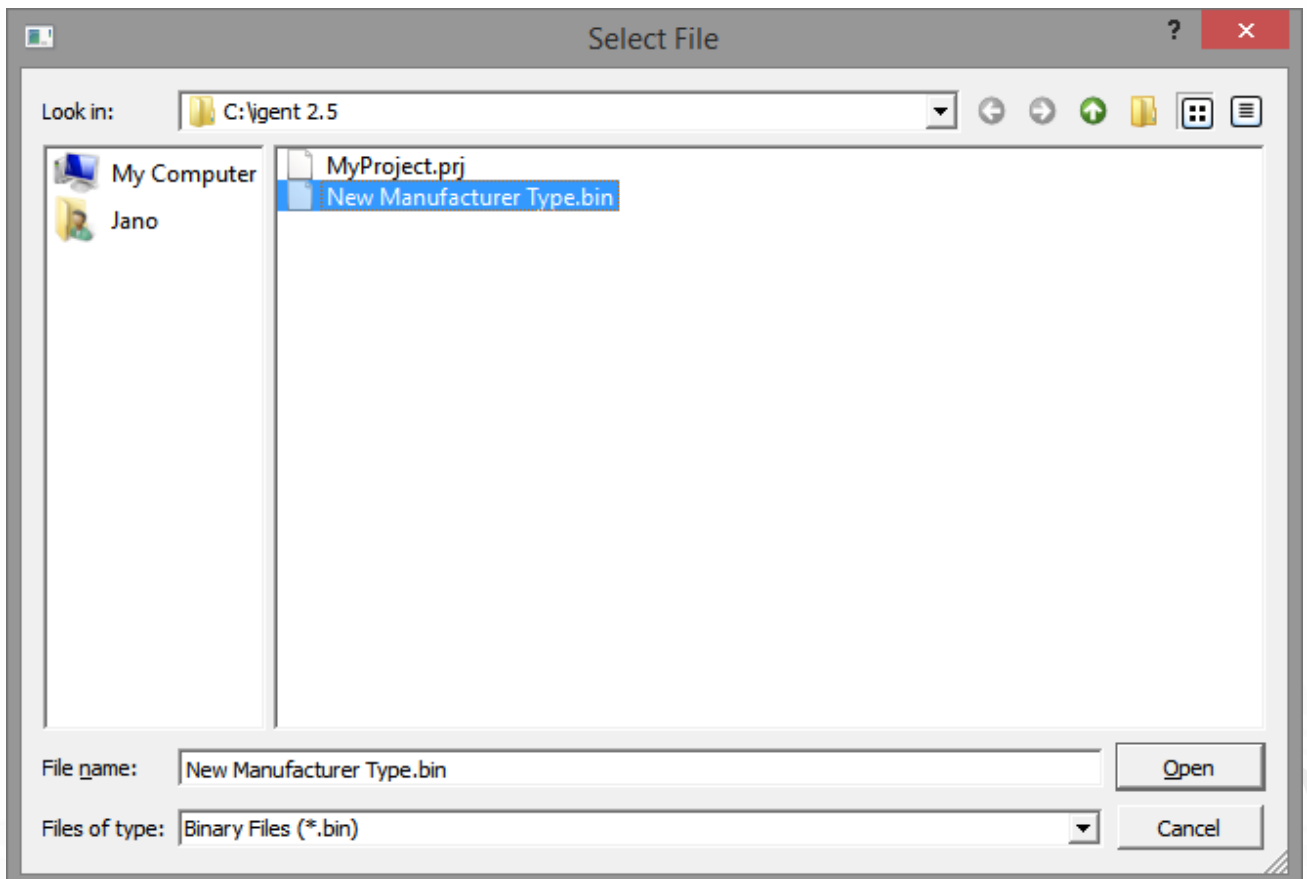 Select File
?
Look in:
C:\igent 2.5
My Computer
Jano
MyProject.prj
New Manufacturer Type.bin
File name:
New Manufacturer Type.bin
Open
Files of type:
Binary Files (*.bin)
Cancel